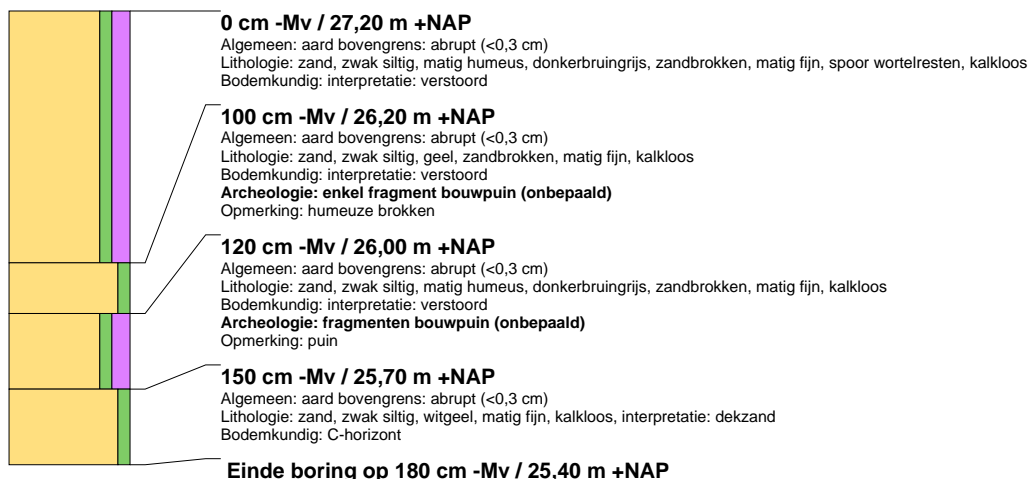 0 cm -Mv / 27,20 m +NAP
Algemeen: aard bovengrens: abrupt (<0,3 cm)
Lithologie: zand, zwak siltig, matig humeus, donkerbruingrijs, zandbrokken, matig fijn, spoor wortelresten, kalkloos
Bodemkundig: interpretatie: verstoord
100 cm -Mv / 26,20 m +NAP
Algemeen: aard bovengrens: abrupt (<0,3 cm)
Lithologie: zand, zwak siltig, geel, zandbrokken, matig fijn, kalkloos
Bodemkundig: interpretatie: verstoord
Archeologie: enkel fragment bouwpuin (onbepaald)
Opmerking: humeuze brokken
120 cm -Mv / 26,00 m +NAP
Algemeen: aard bovengrens: abrupt (<0,3 cm)
Lithologie: zand, zwak siltig, matig humeus, donkerbruingrijs, zandbrokken, matig fijn, kalkloos
Bodemkundig: interpretatie: verstoord
Archeologie: fragmenten bouwpuin (onbepaald)
Opmerking: puin
150 cm -Mv / 25,70 m +NAP
Algemeen: aard bovengrens: abrupt (<0,3 cm)
Lithologie: zand, zwak siltig, witgeel, matig fijn, kalkloos, interpretatie: dekzand
Bodemkundig: C-horizont
Einde boring op 180 cm -Mv / 25,40 m +NAP